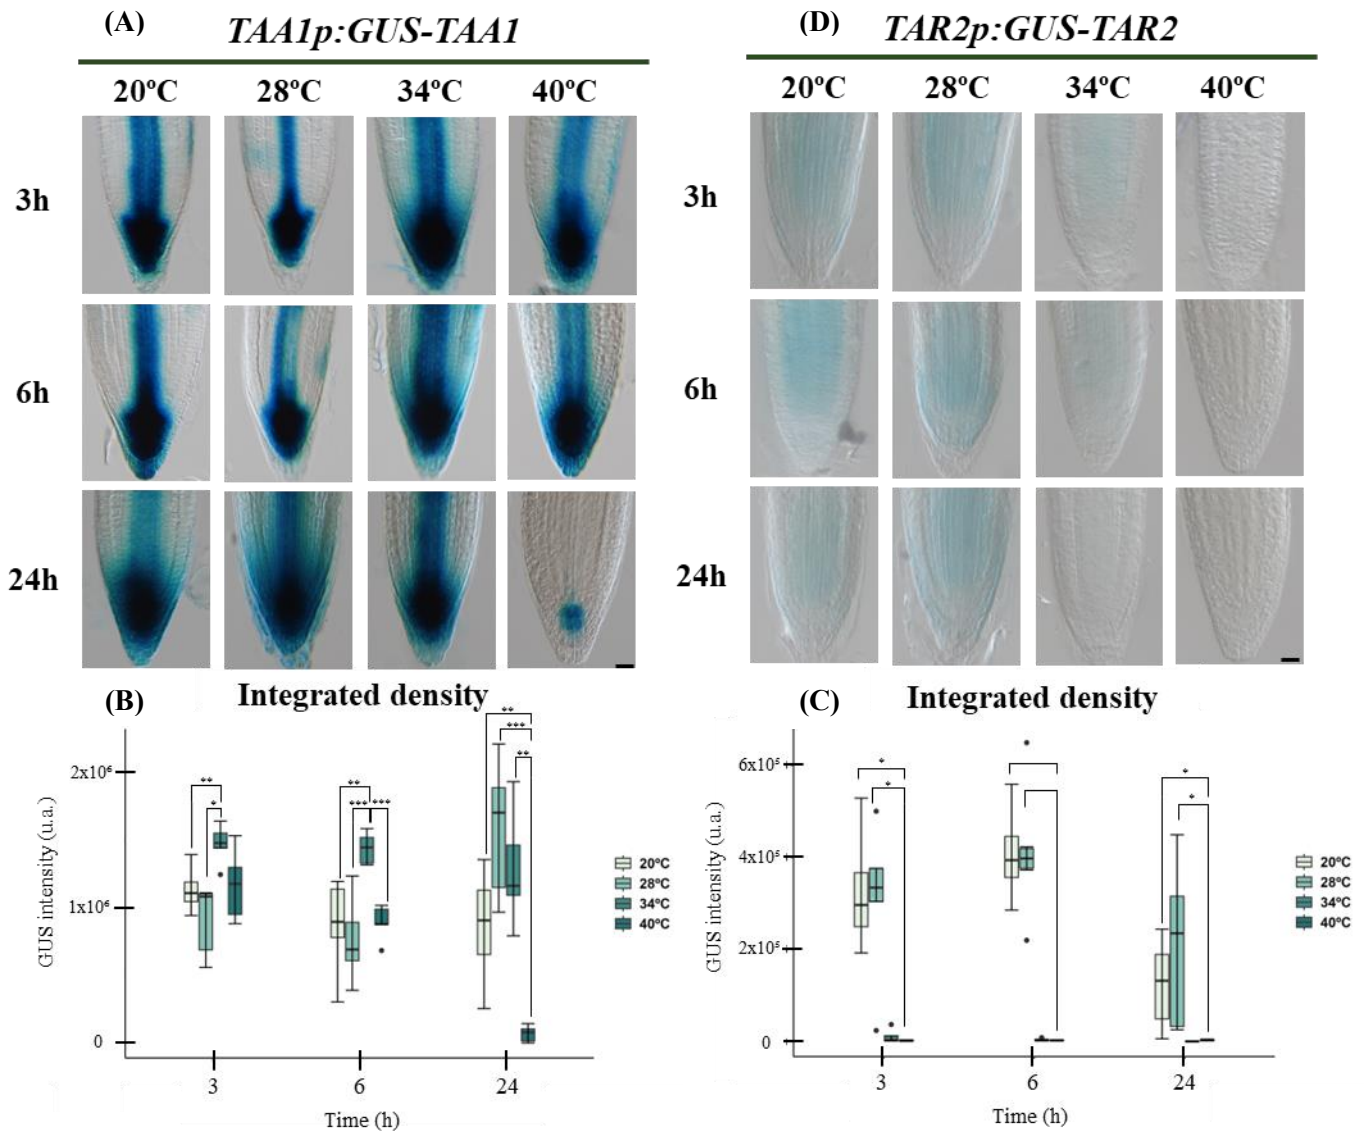 (A)
TAA1p:GUS-TAA1
20ºC 28ºC 34ºC 40ºC
3h
6h
24h
(D)
TAR2p:GUS-TAR2
20ºC 28ºC 34ºC 40ºC
3h
6h
24h
(B)
Integrated density
** * ** *** *** ** *** **
2x10⁶
1x10⁶
0
GUS intensity (u.a.)
3 6 24
Time (h)
20ºC
28ºC
34ºC
40ºC
(C)
Integrated density
* * * *
6x10⁵
4x10⁵
2x10⁵
0
GUS intensity (u.a.)
3 6 24
Time (h)
20ºC
28ºC
34ºC
40ºC